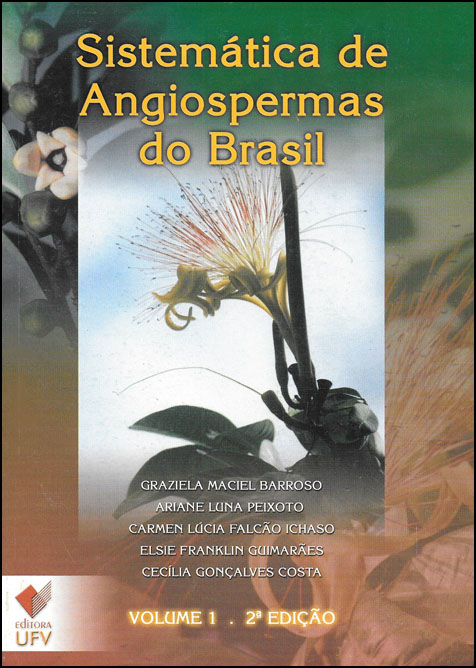 Sistemática de
Angiospermas
do Brasil
GRAZIELA MACIEL BARROSO
ARIANE LUNA PEIXOTO
CARMEN LÚCIA FALCÃO ICHASO
ELSIE FRANKLIN GUIMARÃES
CECÍLIA GONÇALVES COSTA
EDITORA
UFV
VOLUME 1 . 2ª EDIÇÃO